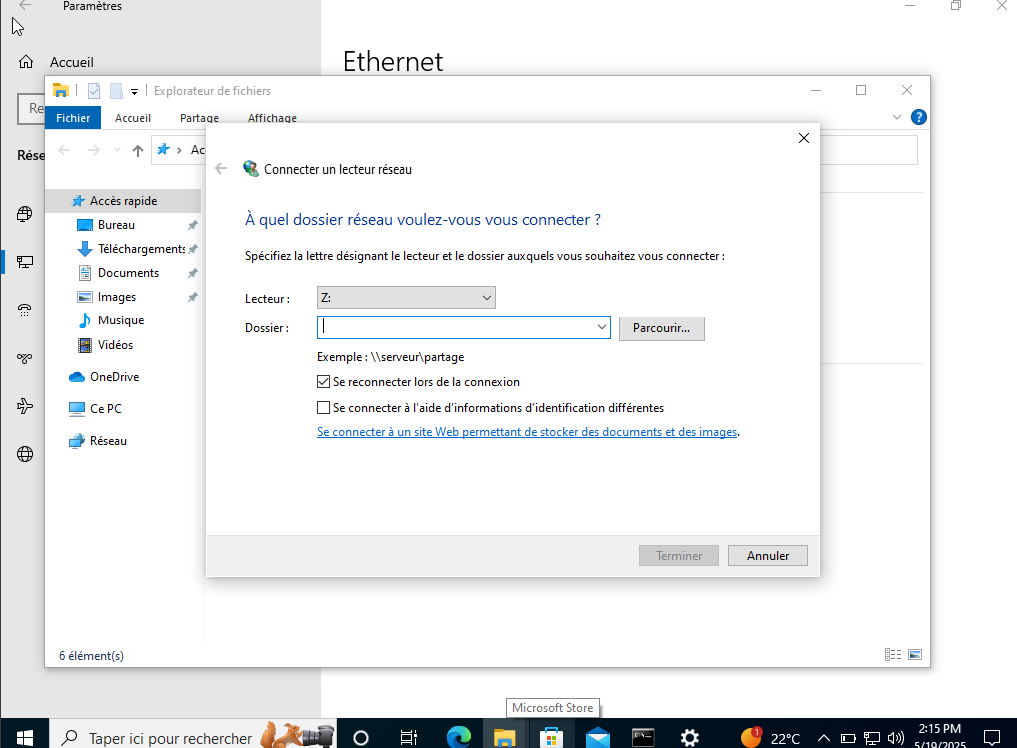 Paramètres
Accueil
Ethernet
Re
Explorateur de fichiers
Fichier
Accueil
Partage
Affichage
Rése
Ac
Connecter un lecteur réseau
Accès rapide
Bureau
Téléchargements
Documents
Images
Musique
Vidéos
OneDrive
Ce PC
Réseau
À quel dossier réseau voulez-vous vous connecter ?
Spécifiez la lettre désignant le lecteur et le dossier auxquels vous souhaitez vous connecter :
Lecteur :
Z:
Dossier :
Parcourir...
Exemple : \\serveur\partage
Se reconnecter lors de la connexion
Se connecter à l'aide d'informations d'identification différentes
Se connecter à un site Web permettant de stocker des documents et des images.
Terminer
Annuler
6 élément(s)
Microsoft Store
Taper ici pour rechercher
1
22°C
2:15 PM
5/19/2025